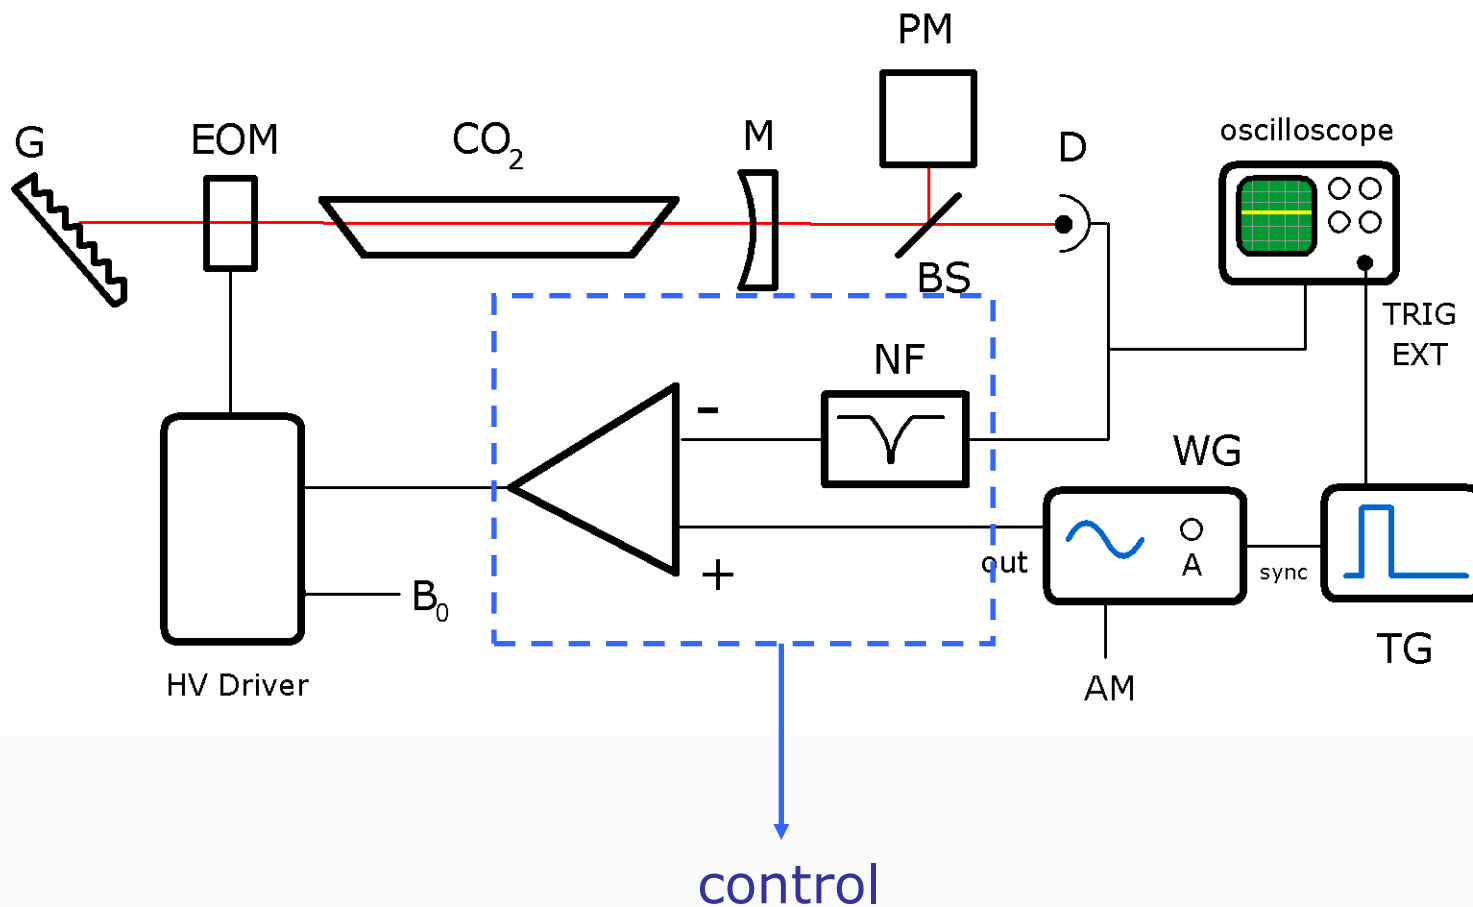 PM
G
EOM
CO2
M
D
oscilloscope
BS
TRIG
EXT
NF
-
WG
out
A
sync
+
B0
TG
HV Driver
AM
control